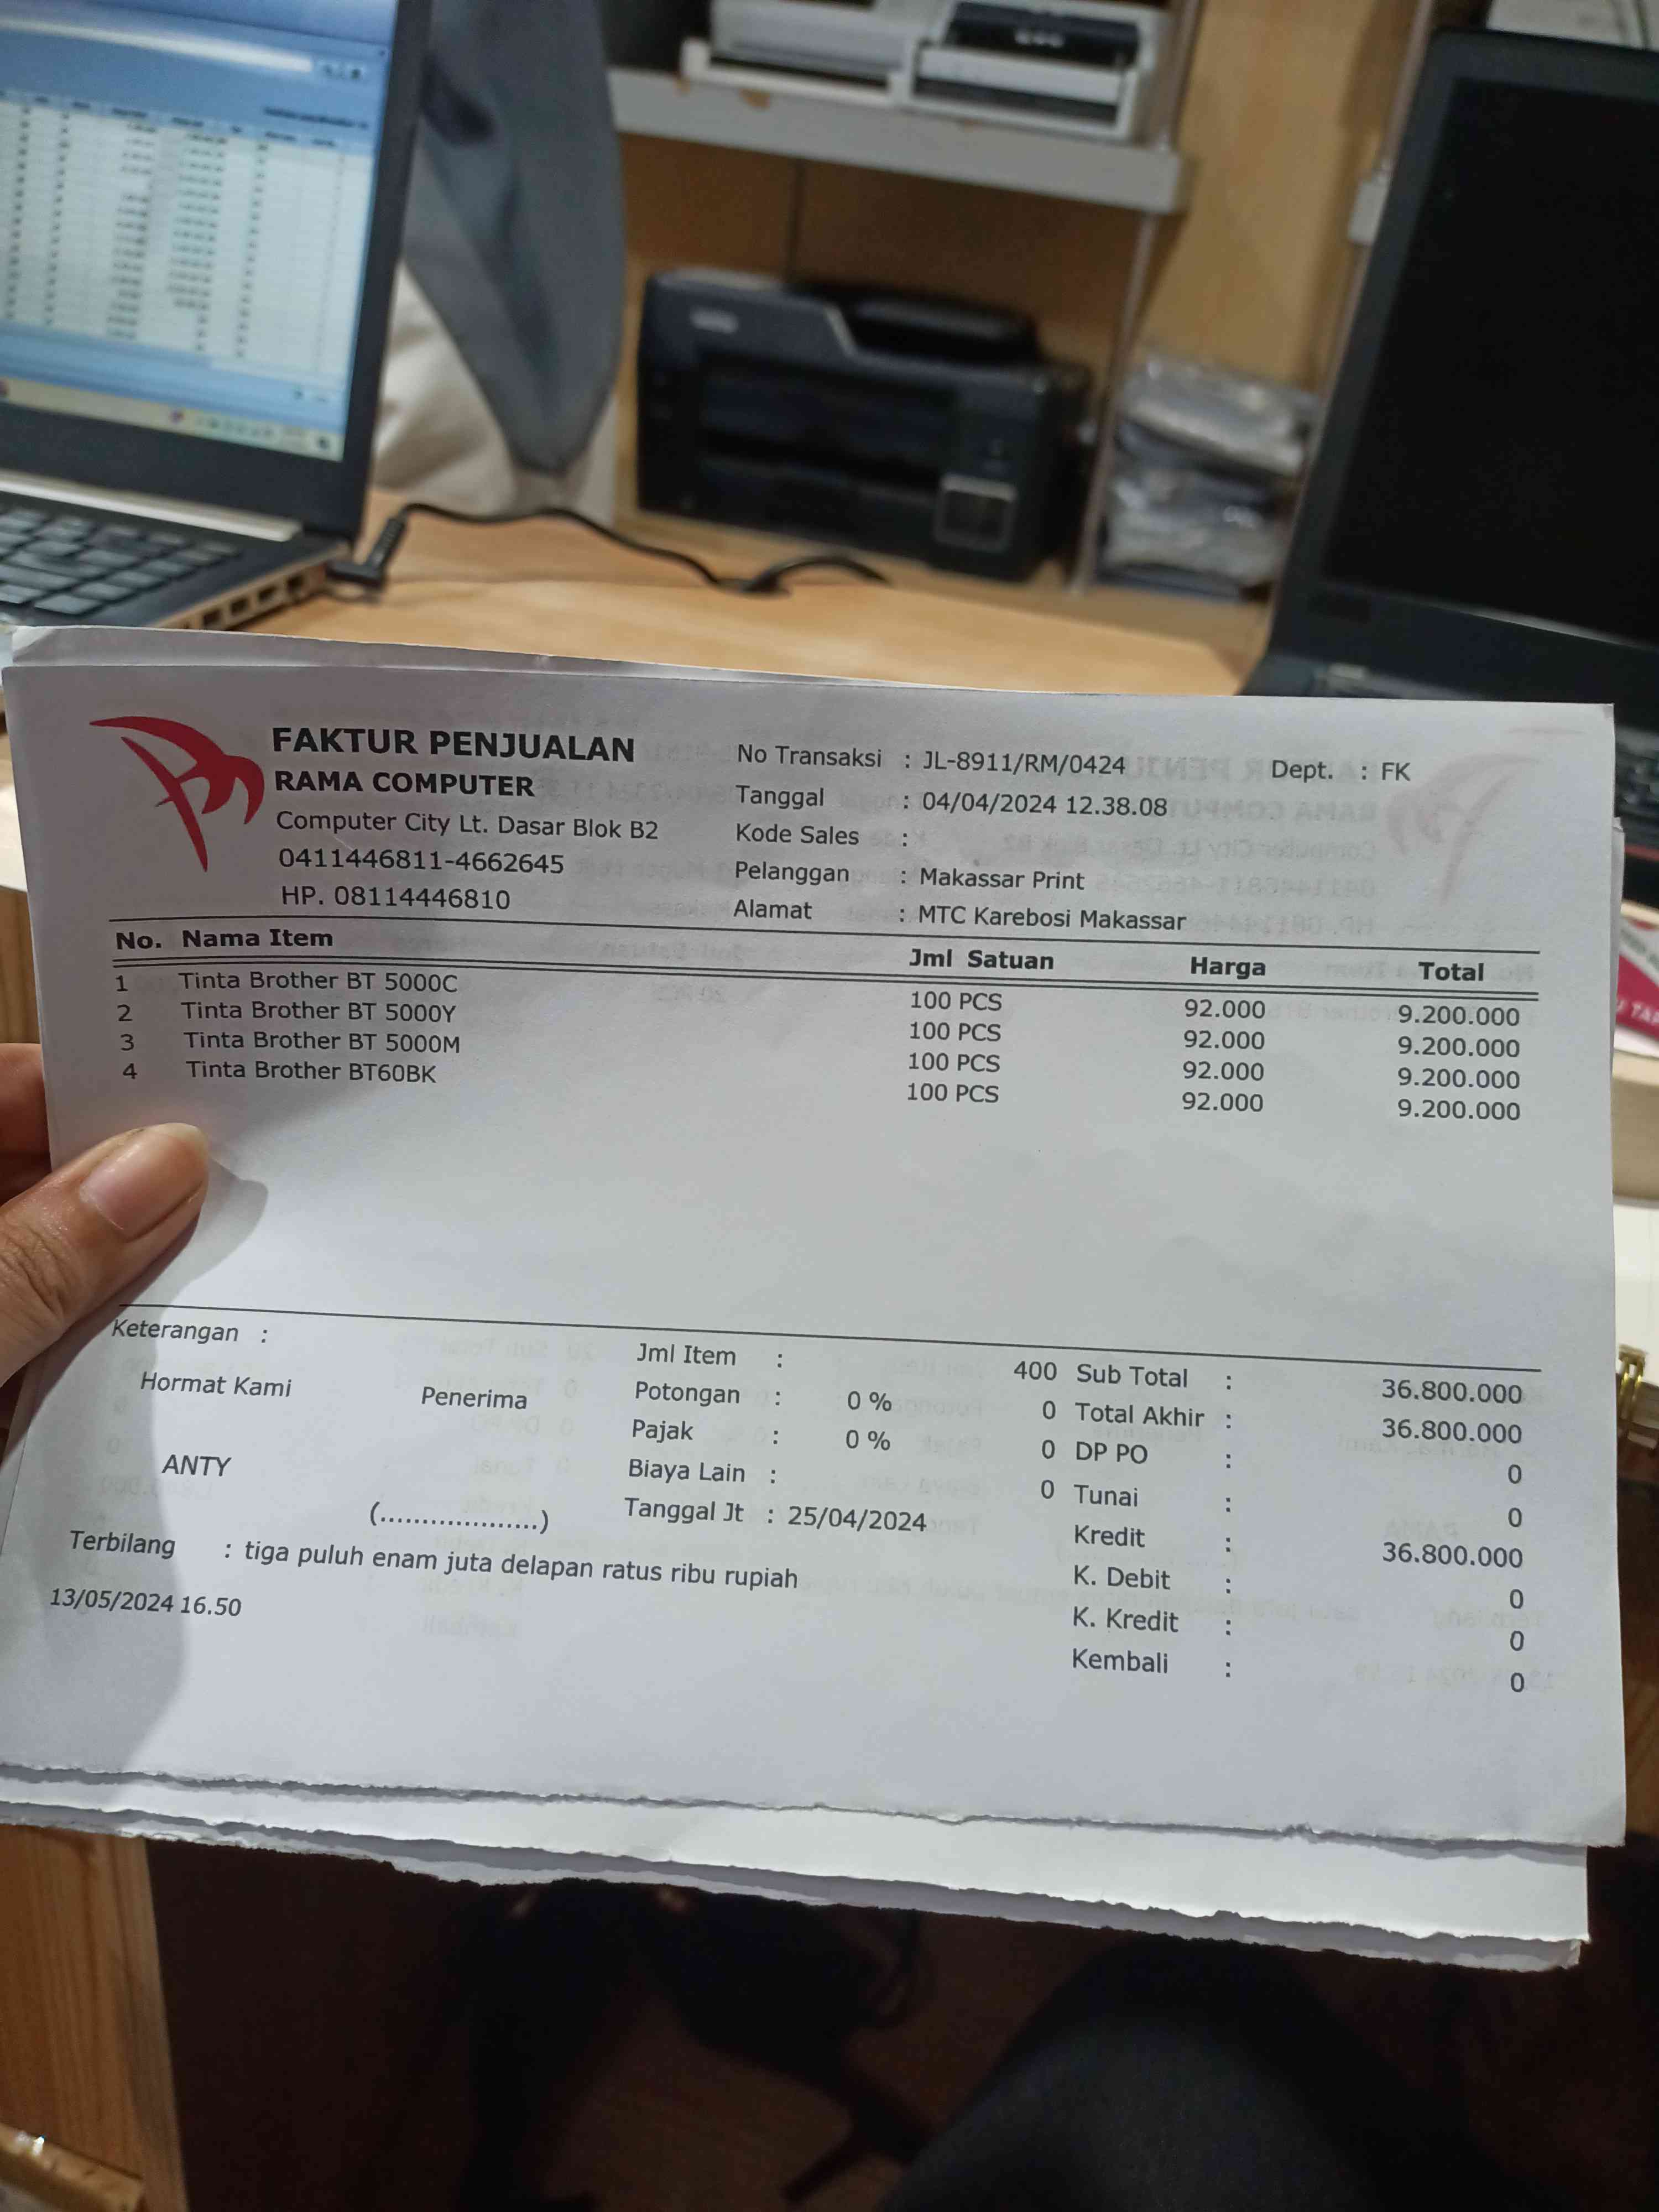 FAKTUR PENJUALAN
RAMA COMPUTER
Computer City Lt. Dasar Blok B2
0411446811-4662645
HP. 08114446810
No Transaksi : JL-8911/RM/0424 Dept. : FK
Tanggal : 04/04/2024 12.38.08
Kode Sales :
Pelanggan : Makassar Print
Alamat : MTC Karebosi Makassar
No. Nama Item Jml Satuan Harga Total
1 Tinta Brother BT 5000C 100 PCS 92.000 9.200.000
2 Tinta Brother BT 5000Y 100 PCS 92.000 9.200.000
3 Tinta Brother BT 5000M 100 PCS 92.000 9.200.000
4 Tinta Brother BT60BK 100 PCS 92.000 9.200.000
Keterangan :
Hormat Kami Penerima
ANTY
(...................)
Jml Item : 400
Potongan : 0 % 0
Pajak : 0 % 0
Biaya Lain : 0
Tanggal Jt : 25/04/2024
Sub Total : 36.800.000
Total Akhir : 36.800.000
DP PO : 0
Tunai : 0
Kredit : 36.800.000
K. Debit : 0
K. Kredit : 0
Kembali : 0
Terbilang : tiga puluh enam juta delapan ratus ribu rupiah
13/05/2024 16.50